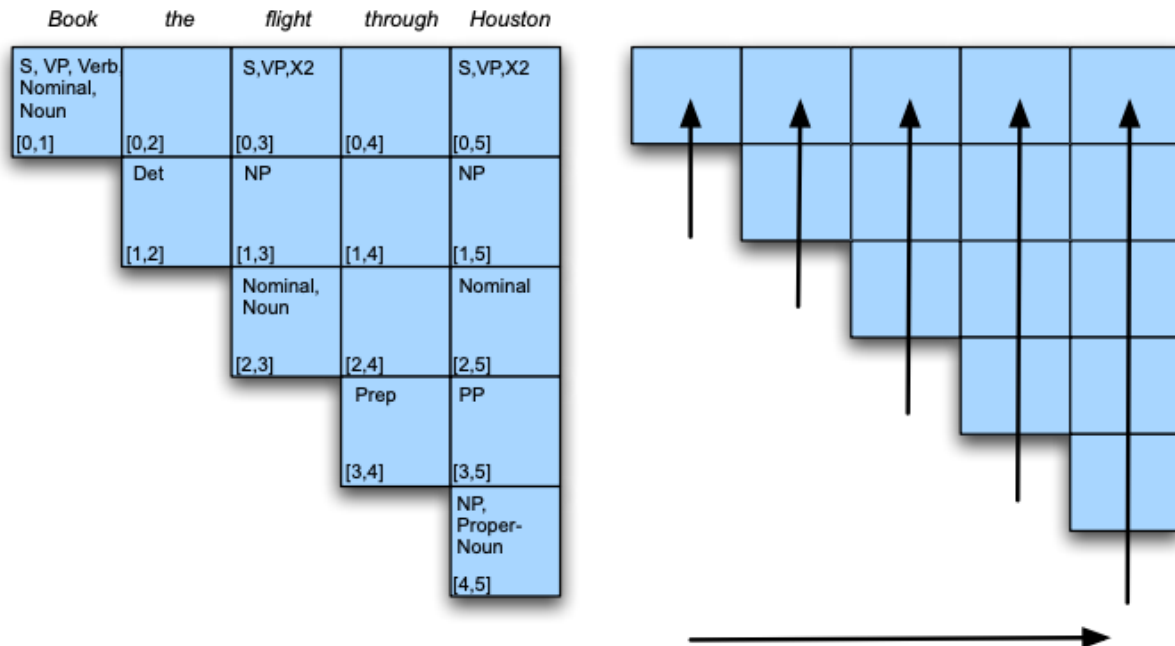 Book the flight through Houston
S, VP, Verb, S,VP,X2 S,VP,X2
Nominal,
Noun
[0,1] [0,2] [0,3] [0,4] [0,5]
Det NP NP
[1,2] [1,3] [1,4] [1,5]
Nominal, Nominal
Noun
[2,3] [2,4] [2,5]
Prep PP
[3,4] [3,5]
NP,
Proper-
Noun
[4,5]